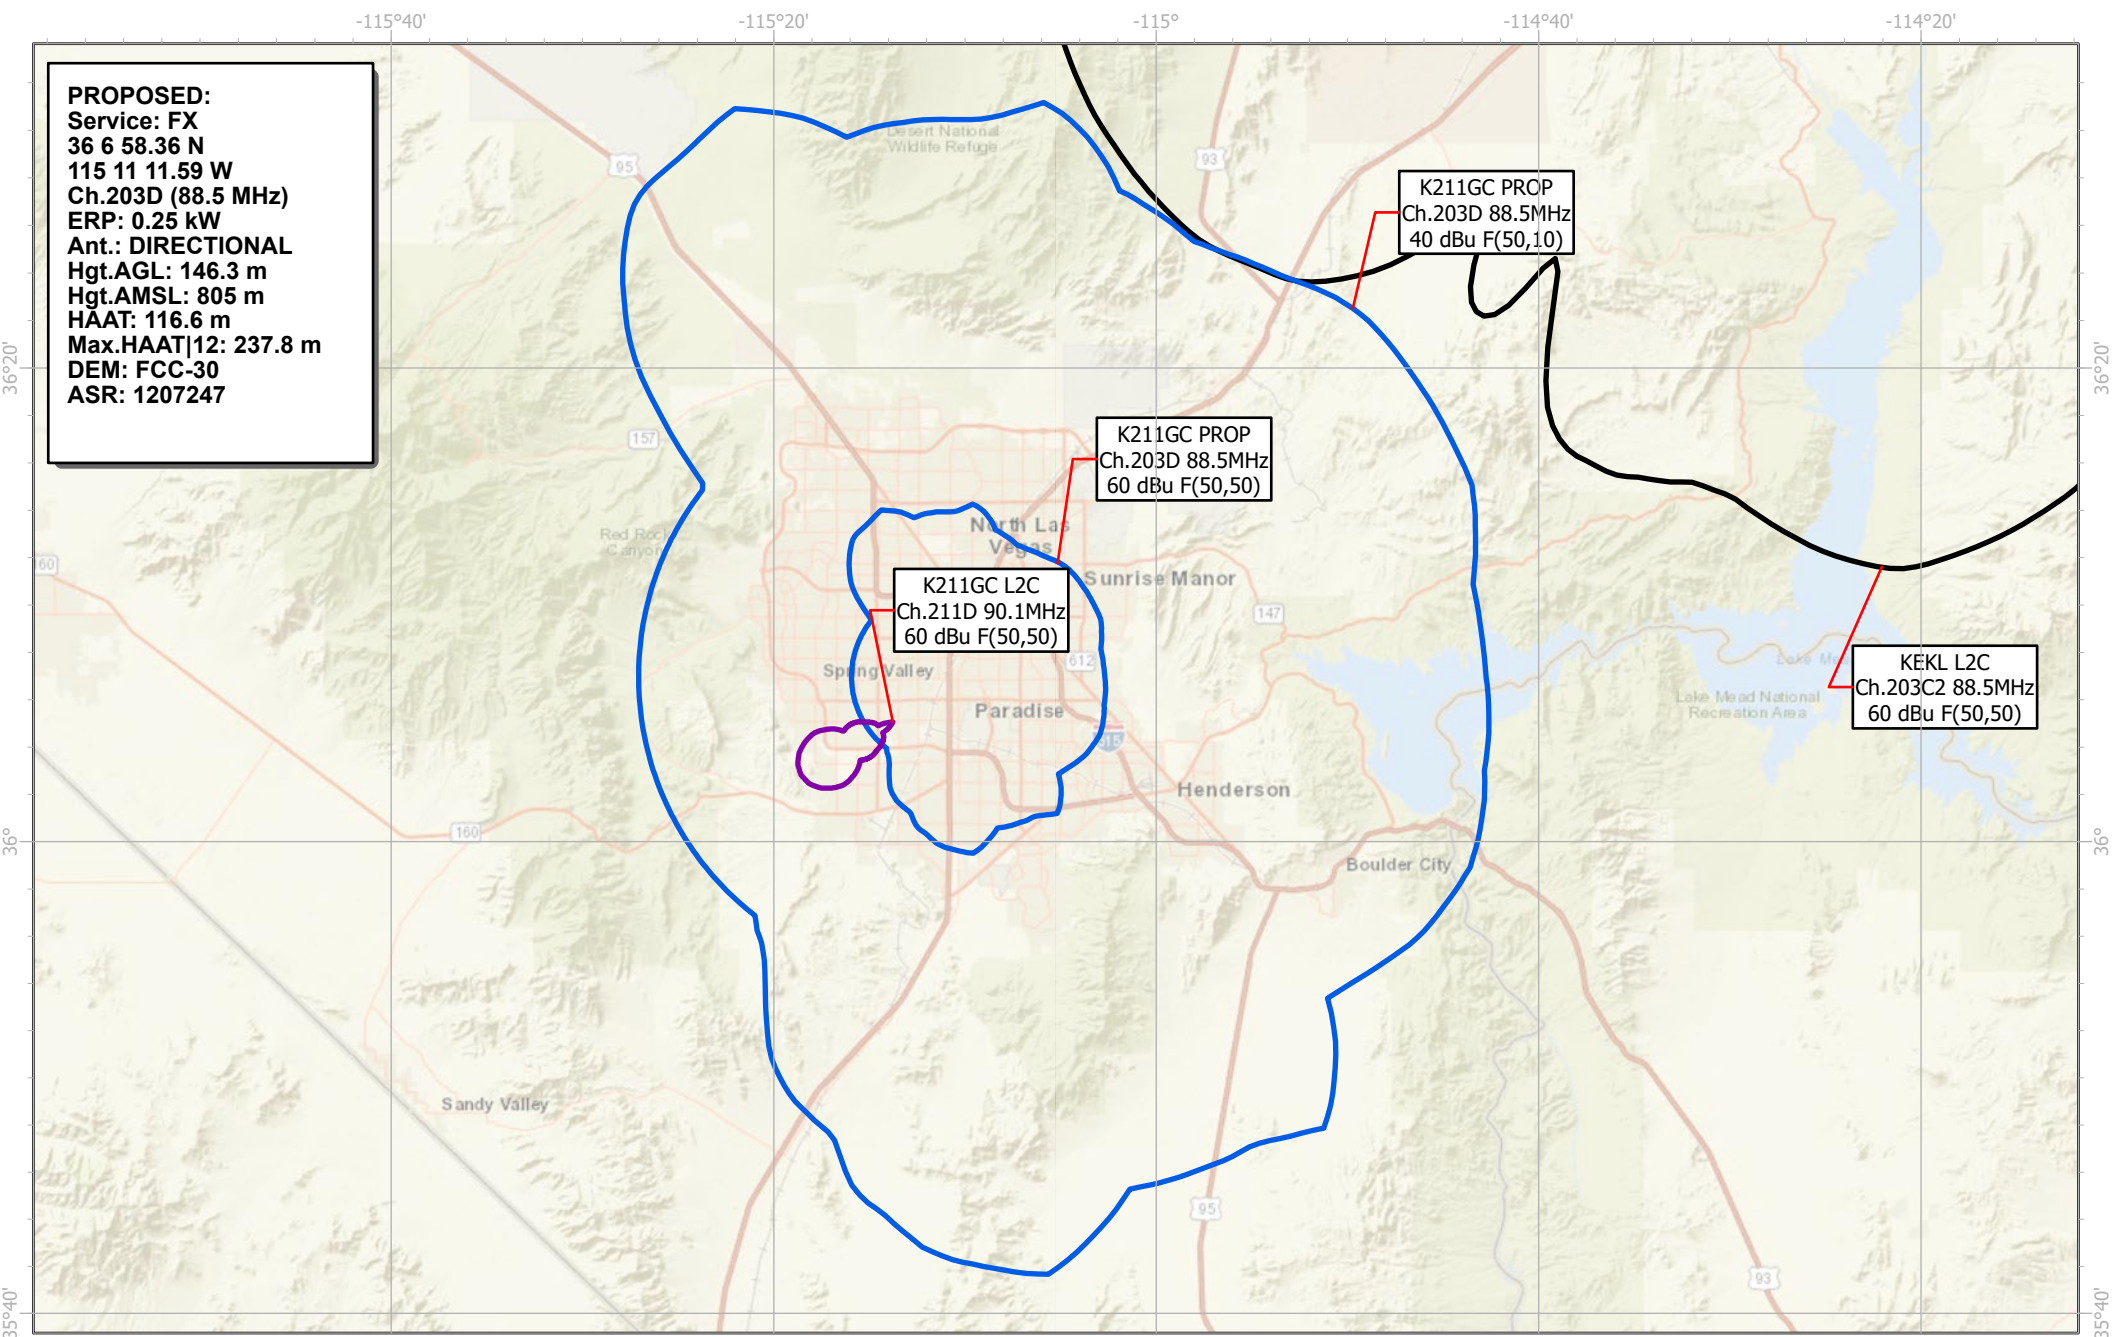 -115°40'
-115°20'
-115°
-114°40'
-114°20'
PROPOSED:
Service: FX
36 6 58.36 N
115 11 11.59 W
Ch.203D (88.5 MHz)
ERP: 0.25 kW
Ant.: DIRECTIONAL
Hgt.AGL: 146.3 m
Hgt.AMSL: 805 m
HAAT: 116.6 m
Max.HAAT|12: 237.8 m
DEM: FCC-30
ASR: 1207247
Desert National
Wildlife Refuge
95
93
K211GC PROP
Ch.203D 88.5MHz
40 dBu F(50,10)
36°20'
36°20'
157
K211GC PROP
Ch.203D 88.5MHz
60 dBu F(50,50)
Red Rock
Canyon
North Las
Vegas
160
Sunrise Manor
K211GC L2C
Ch.211D 90.1MHz
60 dBu F(50,50)
147
612
Spring Valley
Paradise
Lake Mead National
Recreation Area
KEKL L2C
Ch.203C2 88.5MHz
60 dBu F(50,50)
Henderson
160
36°
36°
Boulder City
Sandy Valley
95
93
35°40'
35°40'